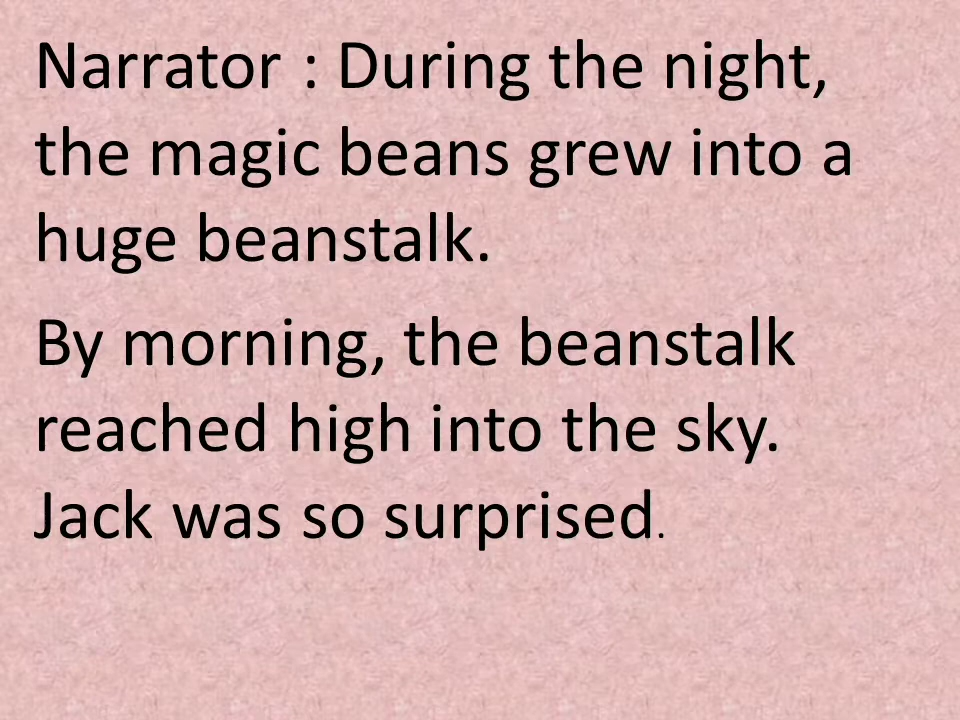 Narrator : During the night,
the magic beans grew into a
huge beanstalk.
By morning, the beanstalk
reached high into the sky.
Jack was so surprised.